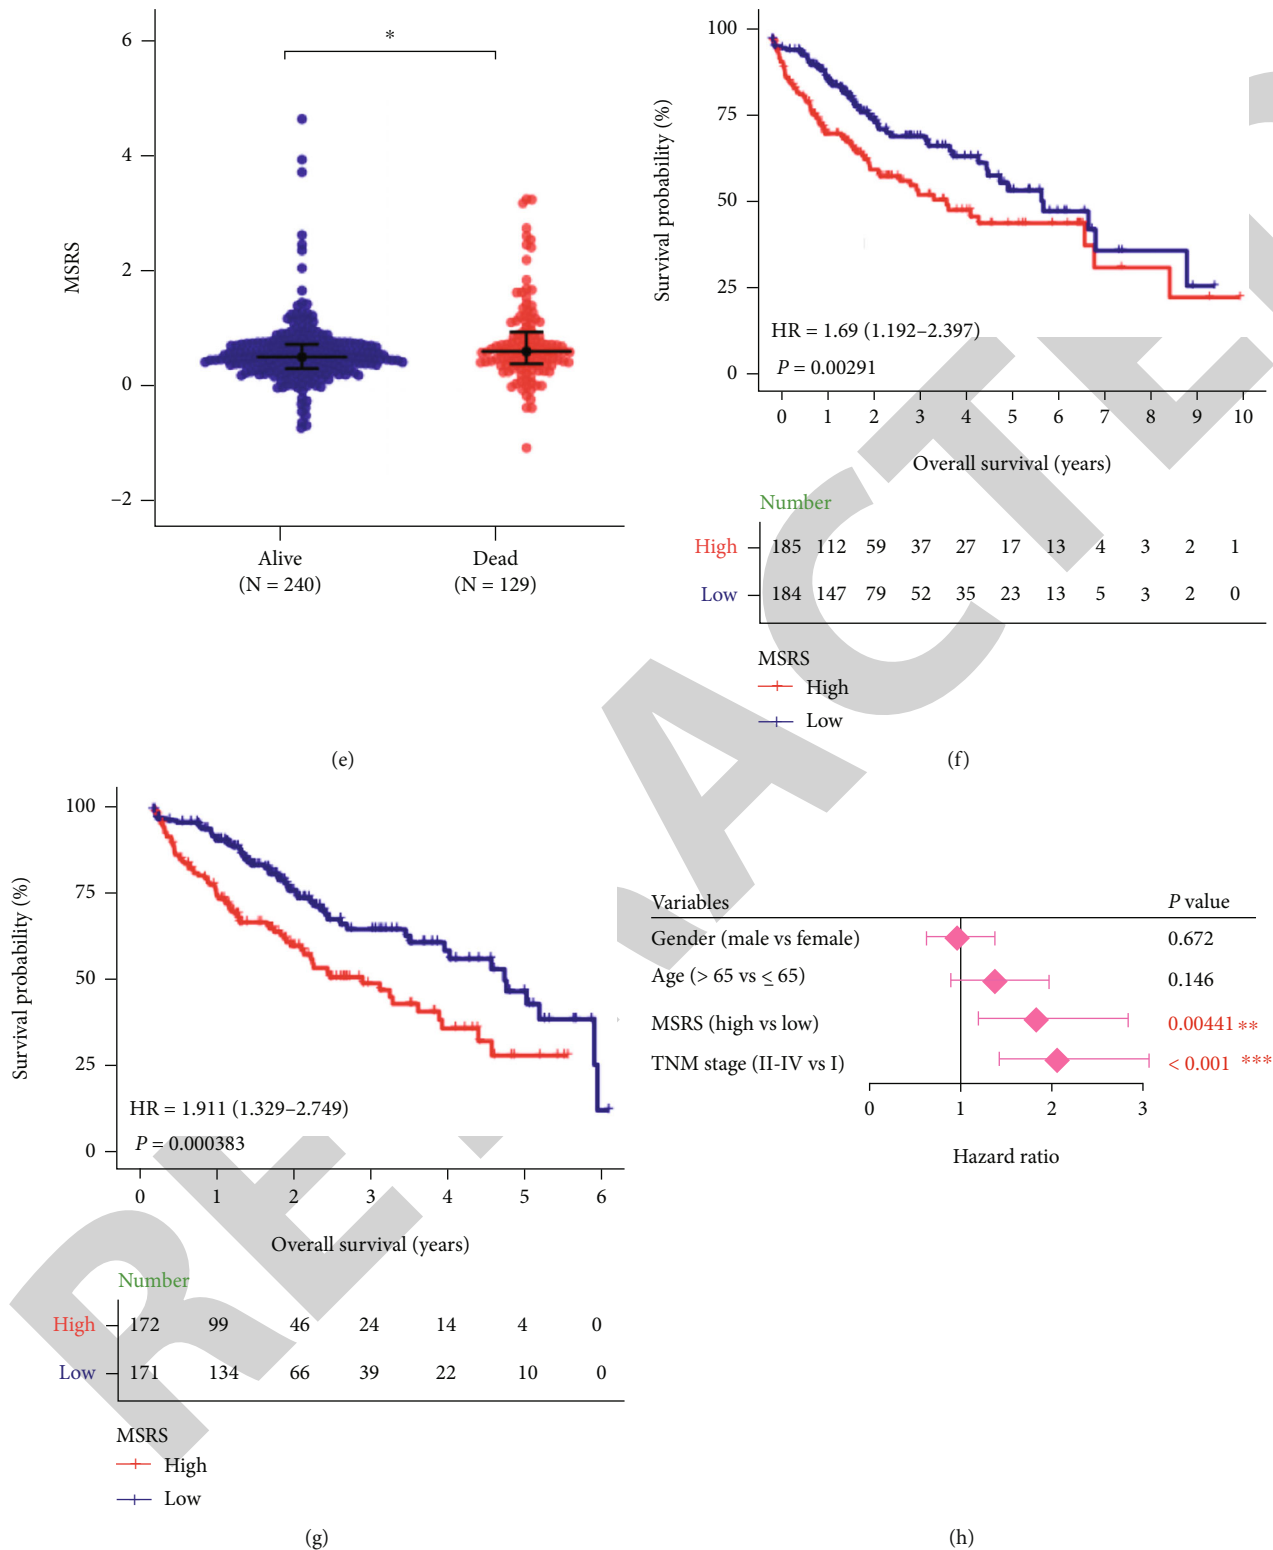 6
4
2
0
−2
MSRS
*
Alive
(N = 240)
Dead
(N = 129)
(e)
100
75
50
25
0
Survival probability (%)
HR = 1.69 (1.192–2.397)
P = 0.00291
0 1 2 3 4 5 6 7 8 9 10
Overall survival (years)
Number
High 185 112 59 37 27 17 13 4 3 2 1
Low 184 147 79 52 35 23 13 5 3 2 0
MSRS
High
Low
(f)
100
75
50
25
0
Survival probability (%)
HR = 1.911 (1.329–2.749)
P = 0.000383
0 1 2 3 4 5 6
Overall survival (years)
Number
High 172 99 46 24 14 4 0
Low 171 134 66 39 22 10 0
MSRS
High
Low
(g)
Variables P value
Gender (male vs female) 0.672
Age (> 65 vs ≤ 65) 0.146
MSRS (high vs low) 0.00441 **
TNM stage (II-IV vs I) < 0.001 ***
0 1 2 3
Hazard ratio
(h)
RETRACTED